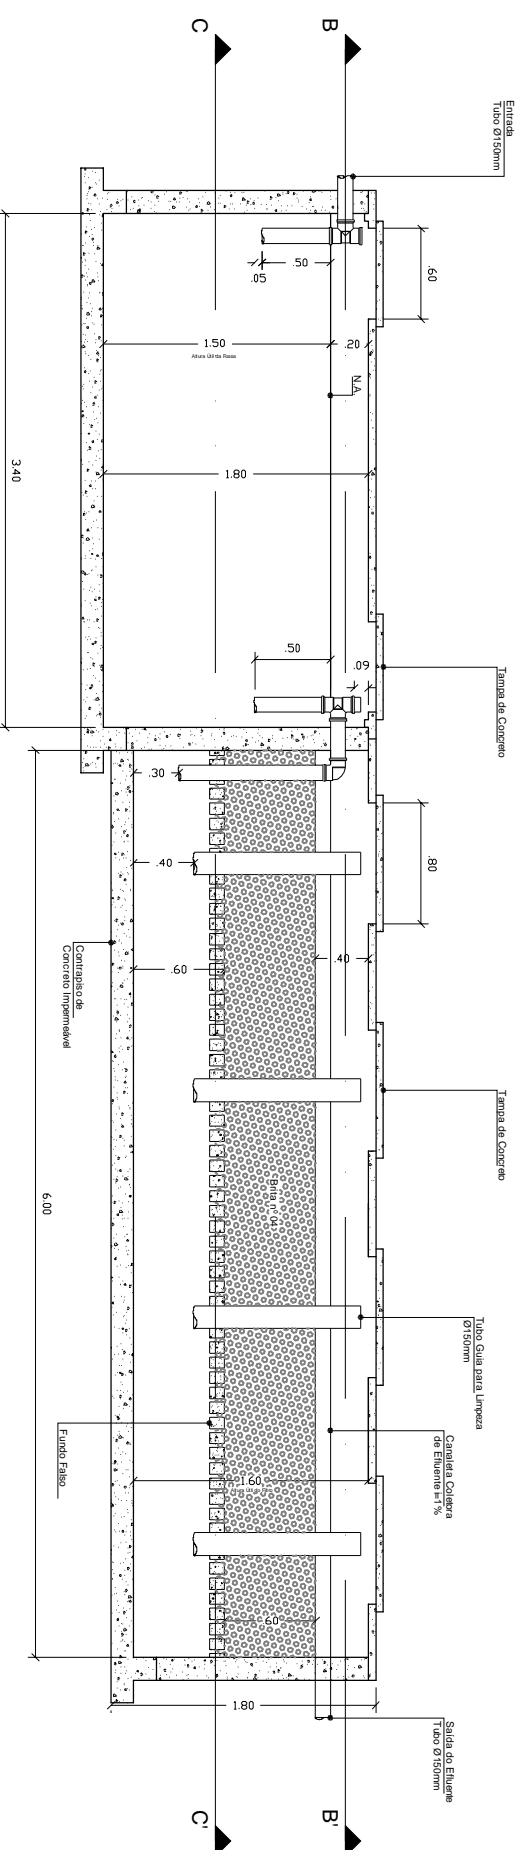 C
B
Entrada
Tubo Ø150mm
.60
.05
.50
1.50
.20
Altura Útil da Fossa
N.A
3.40
1.80
.50
.09
Tampa de Concreto
.30
.40
.80
.60
.40
Contrapiso de
Concreto Impermeável
Tampa de Concreto
Brita nº 04
6.00
Tubo Guia para Limpeza
Ø150mm
Canaleta Coletora
de Efluente i=1%
Fundo Falso
1.60
.60
1.80
Saída do Efluente
Tubo Ø150mm
C'
B'